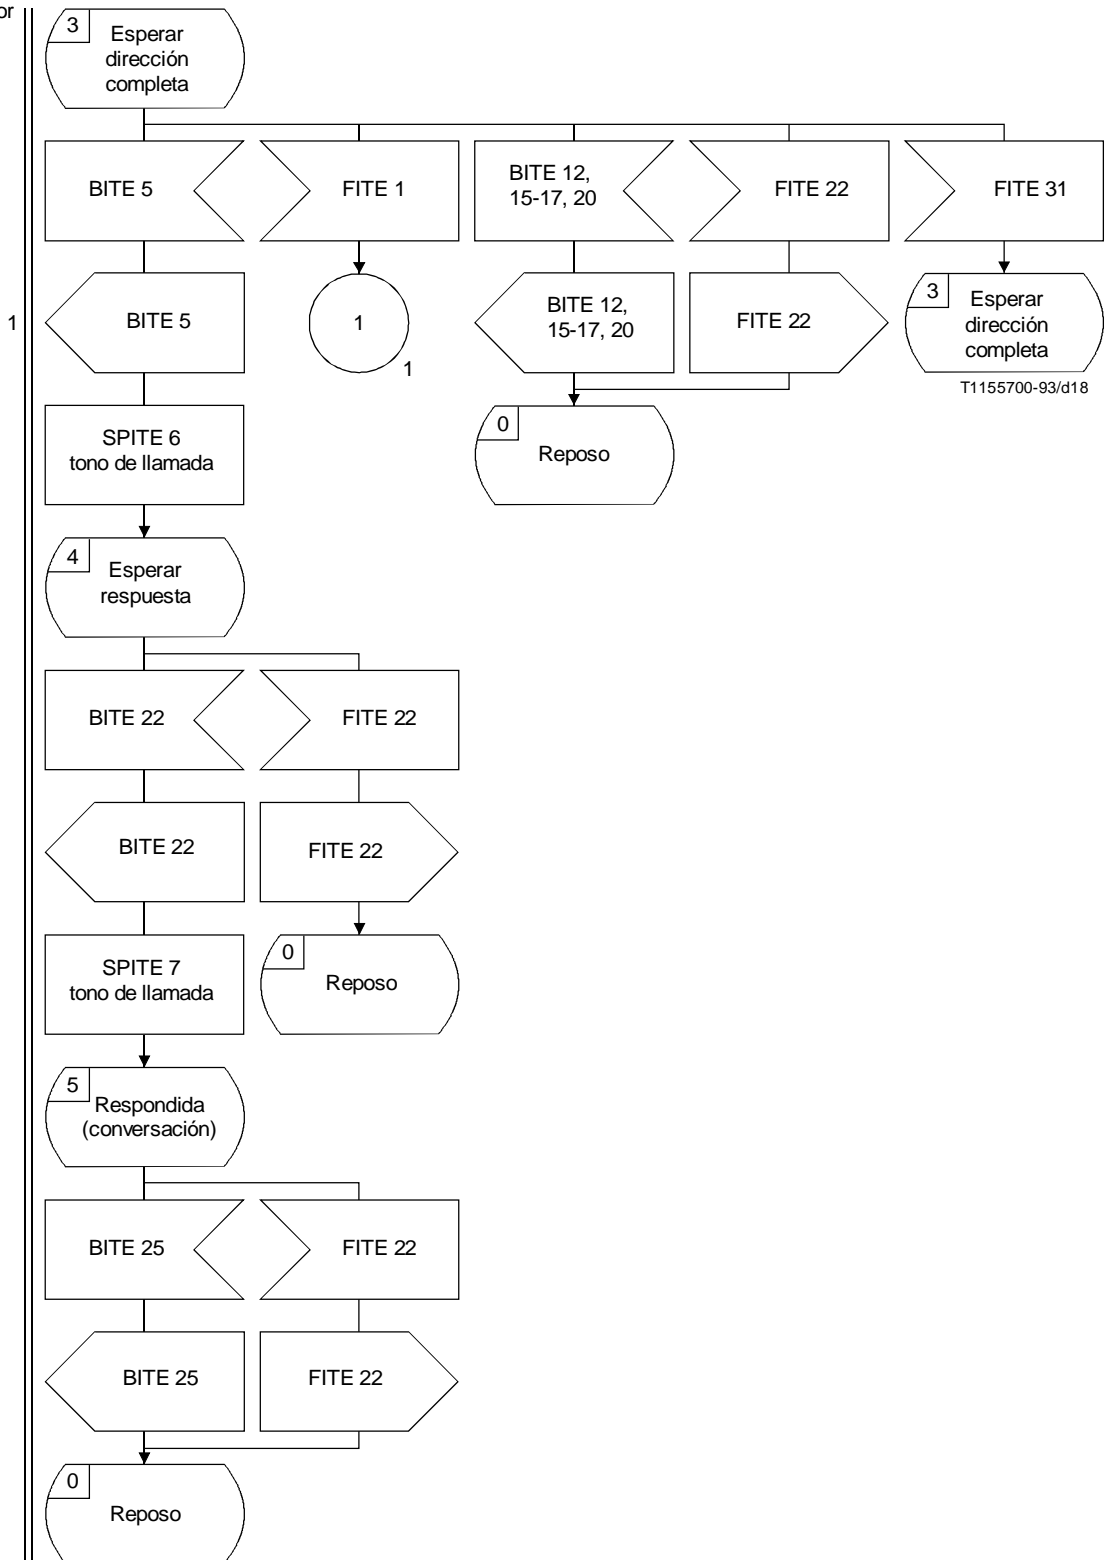 or
3
Esperar
dirección
completa
BITE 5
FITE 1
BITE 12,
15-17, 20
FITE 22
FITE 31
1
BITE 5
1
1
BITE 12,
15-17, 20
FITE 22
3
Esperar
dirección
completa
T1155700-93/d18
SPITE 6
tono de llamada
0
Reposo
4
Esperar
respuesta
BITE 22
FITE 22
BITE 22
FITE 22
SPITE 7
tono de llamada
0
Reposo
5
Respondida
(conversación)
BITE 25
FITE 22
BITE 25
FITE 22
0
Reposo